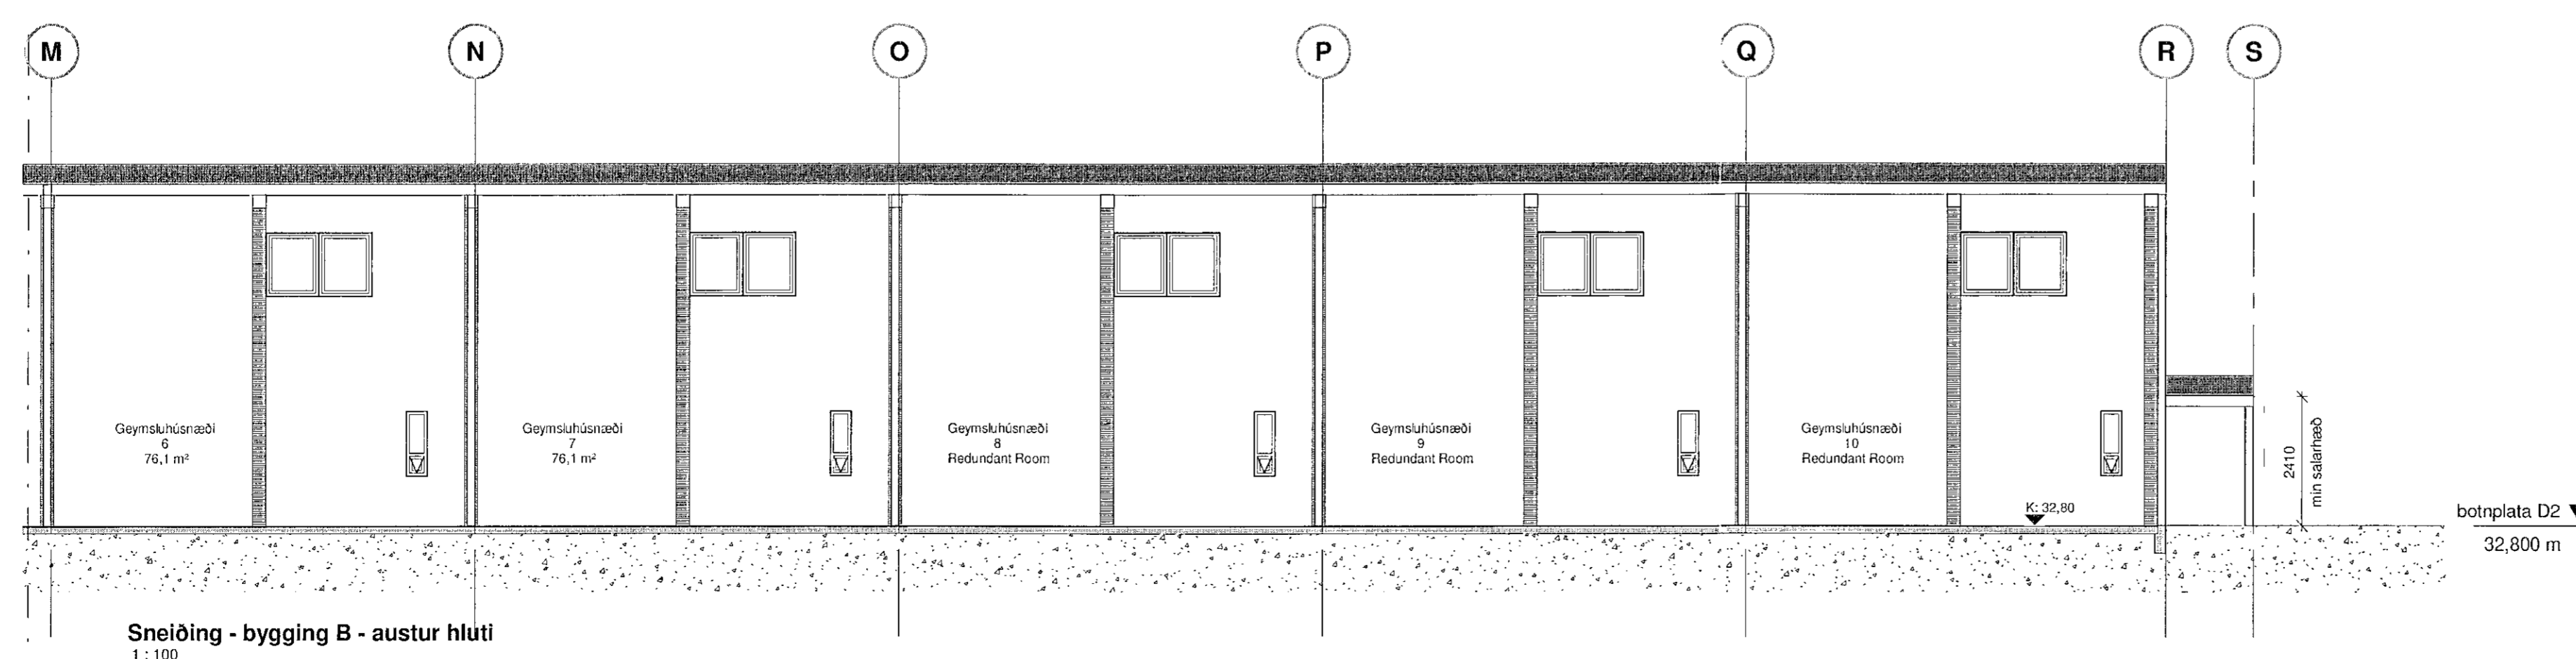 M N O P Q R S
Geymsluhúsnæði
6
76,1 m²
Geymsluhúsnæði
7
76,1 m²
Geymsluhúsnæði
8
Redundant Room
Geymsluhúsnæði
9
Redundant Room
Geymsluhúsnæði
10
Redundant Room
K: 32,80
2410
min salarhæð
botnplata D2
32,800 m
Sneiðing - bygging B - austur hluti
1 : 100